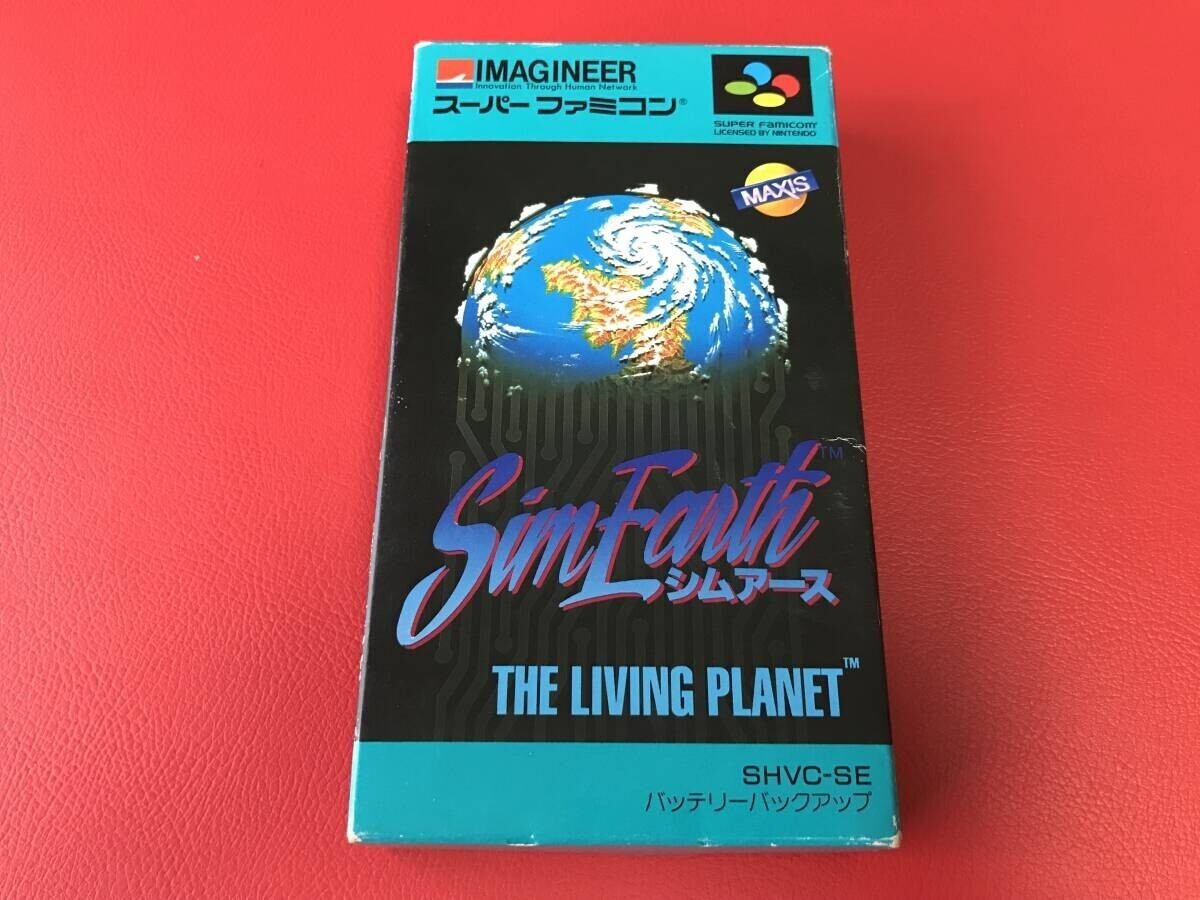 IMAGINEER
Innovation Through Human Network
スーパーファミコン®
SUPER FAMICOM
LICENSED BY NINTENDO
MAXIS
SimEarth™
シムアース
THE LIVING PLANET™
SHVC-SE
バッテリーバックアップ